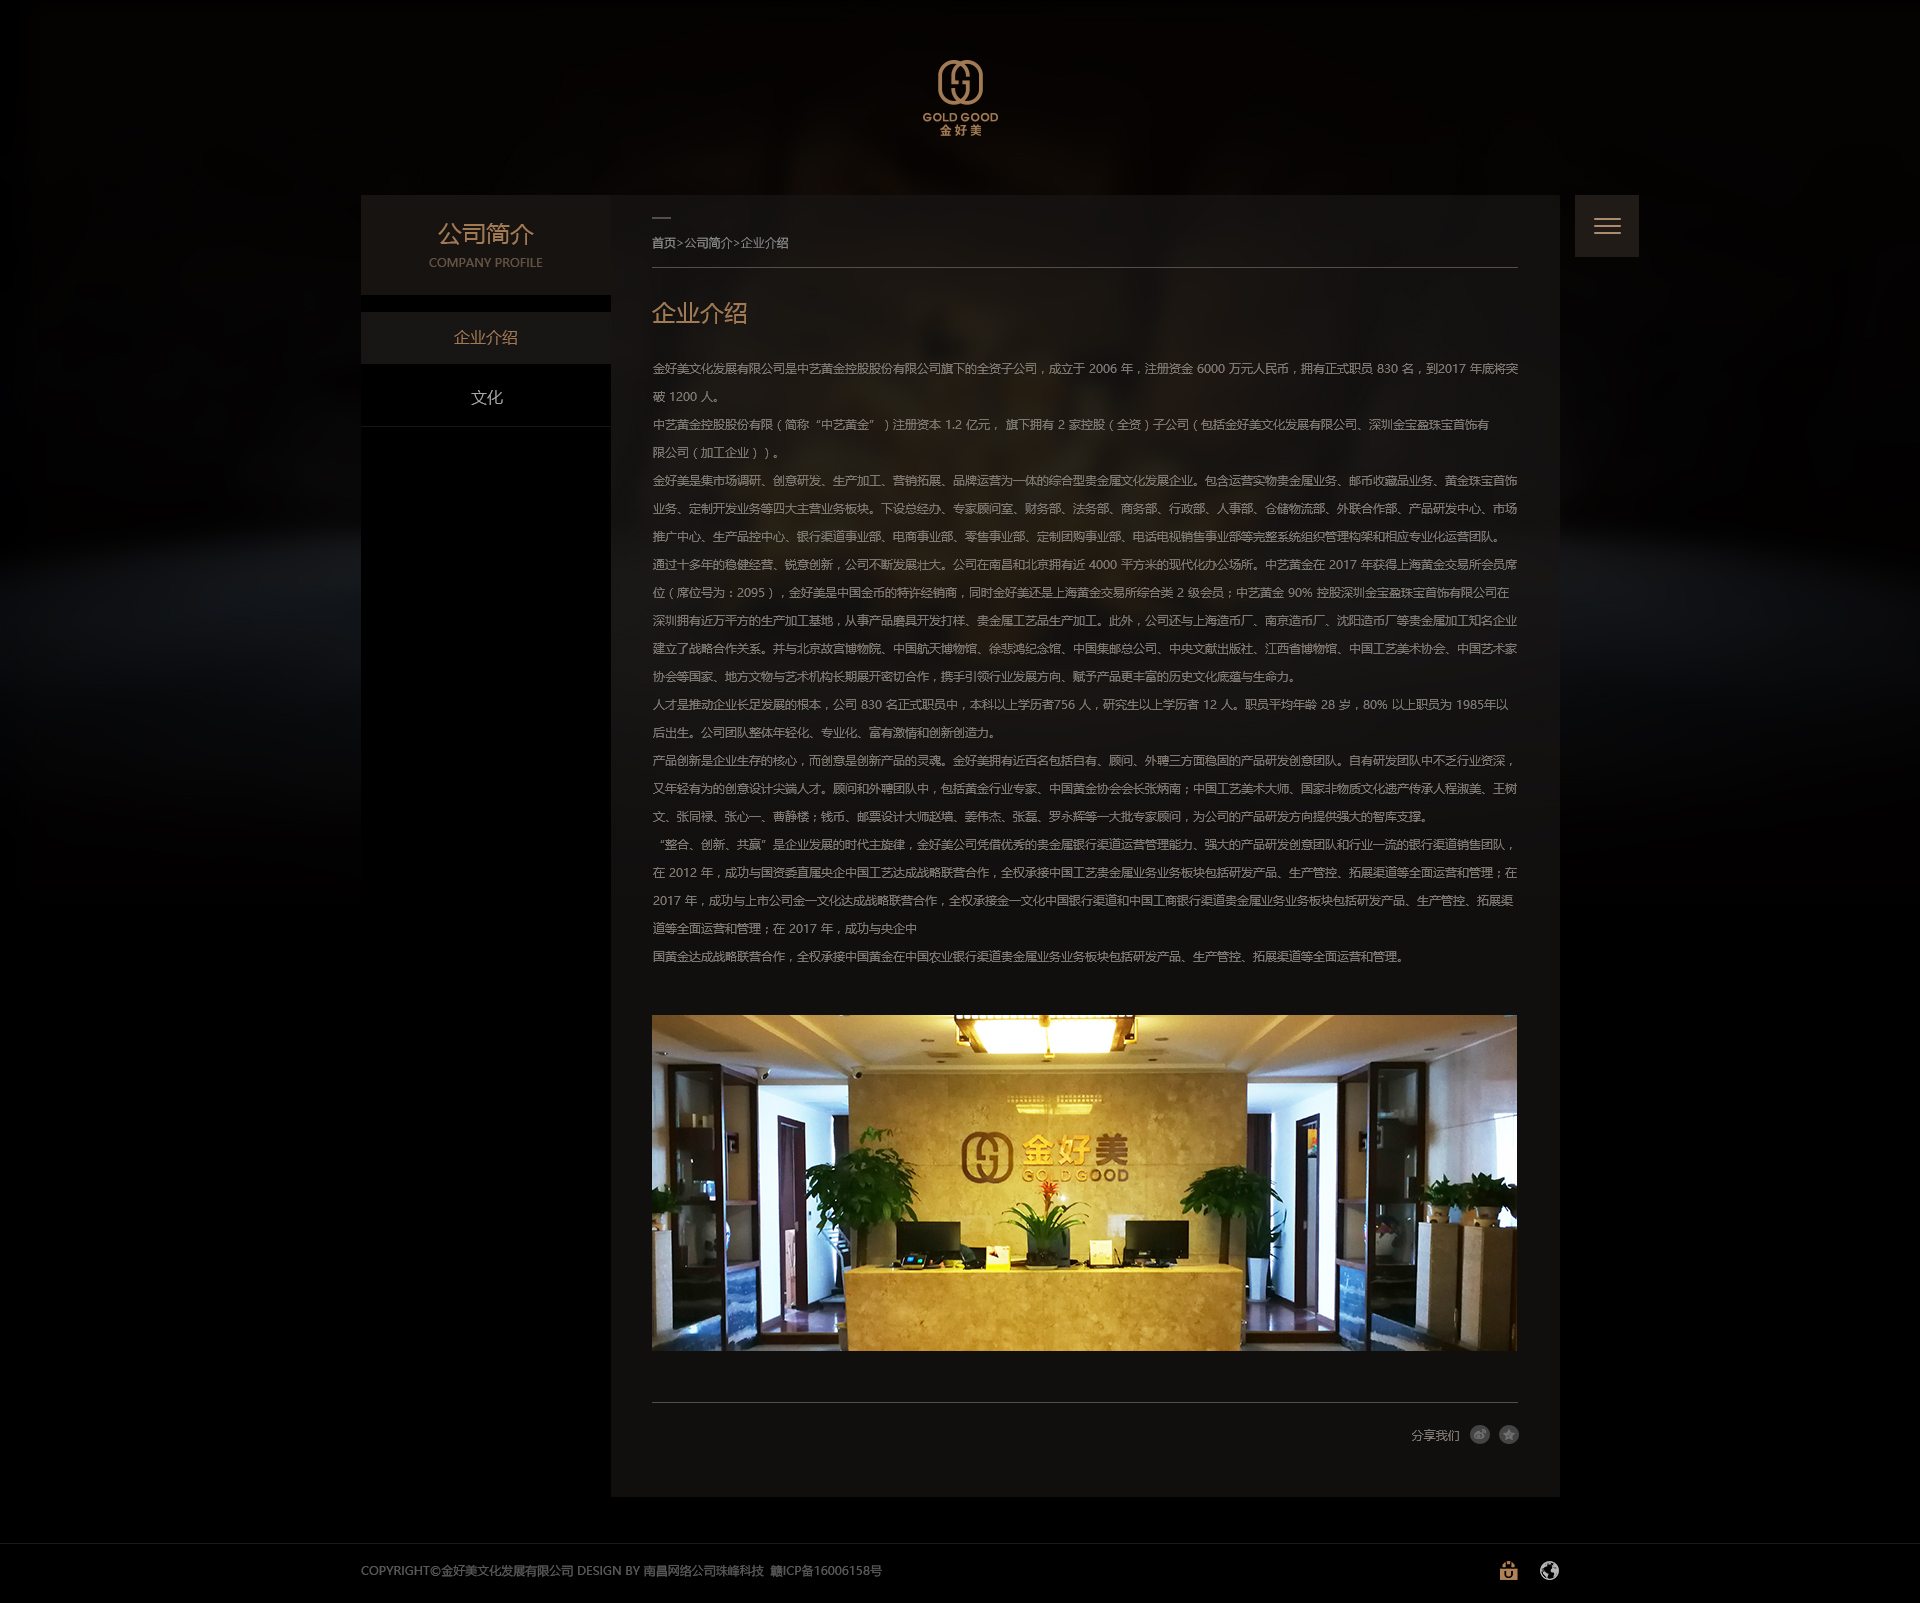 GOLD GOOD
金好美
公司简介
COMPANY PROFILE
企业介绍
文化
首页>公司简介>企业介绍
企业介绍
金好美文化发展有限公司是中艺黄金控股股份有限公司旗下的全资子公司，成立于 2006 年，注册资金 6000 万元人民币，拥有正式职员 830 名，到2017 年底将突
破 1200 人。
中艺黄金控股股份有限（简称“中艺黄金” ）注册资本 1.2 亿元， 旗下拥有 2 家控股（全资）子公司（包括金好美文化发展有限公司、深圳金宝盈珠宝首饰有
限公司（加工企业））。
金好美是集市场调研、创意研发、生产加工、营销拓展、品牌运营为一体的综合型贵金属文化发展企业。包含运营实物贵金属业务、邮币收藏品业务、黄金珠宝首饰
业务、定制开发业务等四大主营业务板块。下设总经办、专家顾问室、财务部、法务部、商务部、行政部、人事部、仓储物流部、外联合作部、产品研发中心、市场
推广中心、生产品控中心、银行渠道事业部、电商事业部、零售事业部、定制团购事业部、电话电视销售事业部等完整系统组织管理构架和相应专业化运营团队。
通过十多年的稳健经营、锐意创新，公司不断发展壮大。公司在南昌和北京拥有近 4000 平方米的现代化办公场所。中艺黄金在 2017 年获得上海黄金交易所会员席
位（席位号为：2095），金好美是中国金币的特许经销商，同时金好美还是上海黄金交易所综合类 2 级会员；中艺黄金 90% 控股深圳金宝盈珠宝首饰有限公司在
深圳拥有近万平方的生产加工基地，从事产品磨具开发打样、贵金属工艺品生产加工。此外，公司还与上海造币厂、南京造币厂、沈阳造币厂等贵金属加工知名企业
建立了战略合作关系。并与北京故宫博物院、中国航天博物馆、徐悲鸿纪念馆、中国集邮总公司、中央文献出版社、江西省博物馆、中国工艺美术协会、中国艺术家
协会等国家、地方文物与艺术机构长期展开密切合作，携手引领行业发展方向、赋予产品更丰富的历史文化底蕴与生命力。
人才是推动企业长足发展的根本，公司 830 名正式职员中，本科以上学历者756 人，研究生以上学历者 12 人。职员平均年龄 28 岁，80% 以上职员为 1985年以
后出生。公司团队整体年轻化、专业化、富有激情和创新创造力。
产品创新是企业生存的核心，而创意是创新产品的灵魂。金好美拥有近百名包括自有、顾问、外聘三方面稳固的产品研发创意团队。自有研发团队中不乏行业资深，
又年轻有为的创意设计尖端人才。顾问和外聘团队中，包括黄金行业专家、中国黄金协会会长张炳南；中国工艺美术大师、国家非物质文化遗产传承人程淑美、王树
文、张同禄、张心一、曹静楼；钱币、邮票设计大师赵墙、姜伟杰、张磊、罗永辉等一大批专家顾问，为公司的产品研发方向提供强大的智库支撑。
“整合、创新、共赢”是企业发展的时代主旋律，金好美公司凭借优秀的贵金属银行渠道运营管理能力、强大的产品研发创意团队和行业一流的银行渠道销售团队，
在 2012 年，成功与国资委直属央企中国工艺达成战略联营合作，全权承接中国工艺贵金属业务业务板块包括研发产品、生产管控、拓展渠道等全面运营和管理；在
2017 年，成功与上市公司金一文化达成战略联营合作，全权承接金一文化中国银行渠道和中国工商银行渠道贵金属业务业务板块包括研发产品、生产管控、拓展渠
道等全面运营和管理；在 2017 年，成功与央企中
国黄金达成战略联营合作，全权承接中国黄金在中国农业银行渠道贵金属业务业务板块包括研发产品、生产管控、拓展渠道等全面运营和管理。
金好美
GOLD GOOD
分享我们
COPYRIGHT©金好美文化发展有限公司 DESIGN BY 南昌网络公司珠峰科技 赣ICP备16006158号